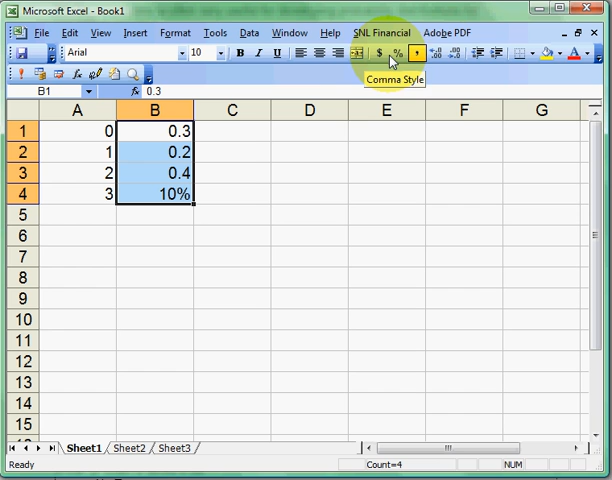 Microsoft Excel - Book1
File Edit View Insert Format Tools Data Window Help SNL Financial Adobe PDF
Arial 10 B I U $ % ,
Comma Style
B1 fx 0.3
A B C D E F G
1 0 0.3
2 1 0.2
3 2 0.4
4 3 10%
5
6
7
8
9
10
11
12
13
14
15
Sheet1 Sheet2 Sheet3
Ready Count=4 NUM